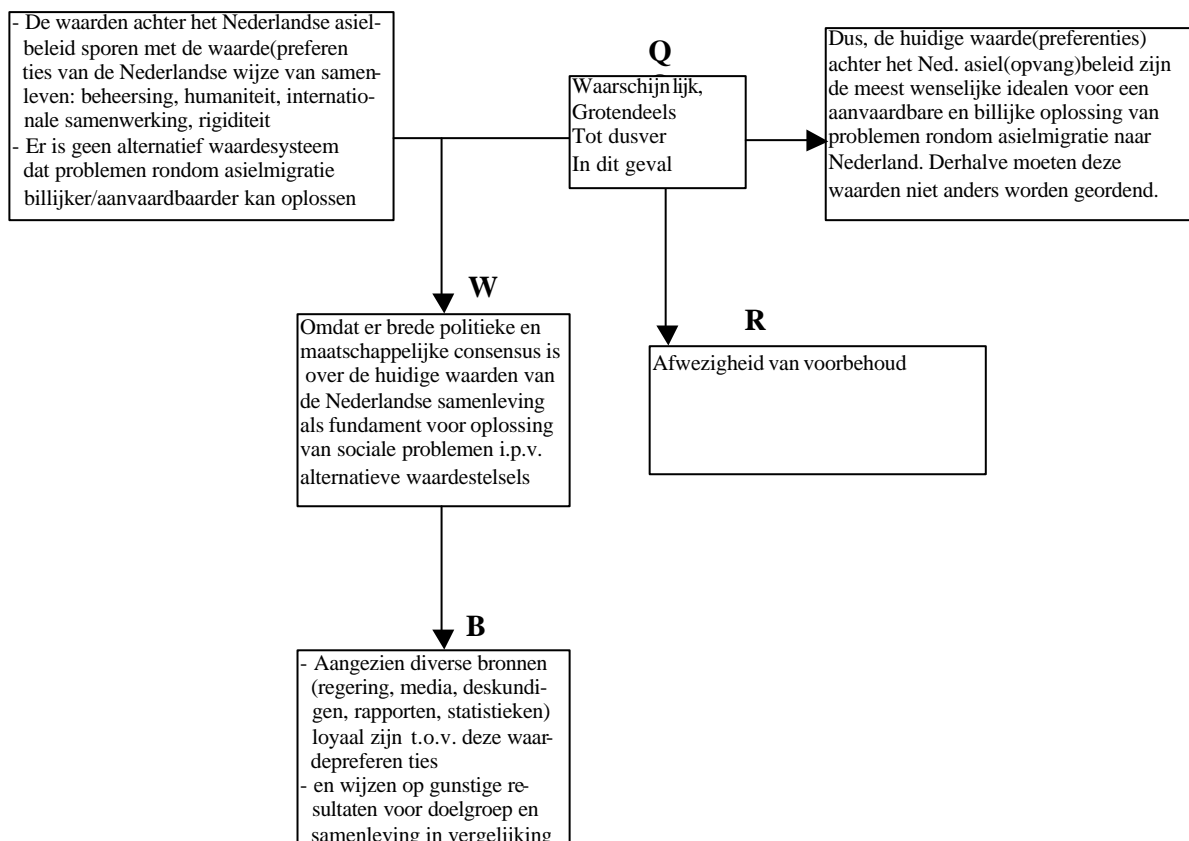 - De waarden achter het Nederlandse asiel-
beleid sporen met de waarde(preferen
ties van de Nederlandse wijze van samen-
leven: beheersing, humaniteit, internatio-
nale samenwerking, rigiditeit
- Er is geen alternatief waardesysteem
dat problemen rondom asielmigratie
billijker/aanvaardbaarder kan oplossen
Q
Waarschijnlijk,
Grotendeels
Tot dusver
In dit geval
Dus, de huidige waarde(preferenties)
achter het Ned. asiel(opvang)beleid zijn
de meest wenselijke idealen voor een
aanvaardbare en billijke oplossing van
problemen rondom asielmigratie naar
Nederland. Derhalve moeten deze
waarden niet anders worden geordend.
W
Omdat er brede politieke en
maatschappelijke consensus is
over de huidige waarden van
de Nederlandse samenleving
als fundament voor oplossing
van sociale problemen i.p.v.
alternatieve waardestelsels
R
Afwezigheid van voorbehoud
B
- Aangezien diverse bronnen
(regering, media, deskundi-
gen, rapporten, statistieken)
loyaal zijn t.o.v. deze waar-
depreferen ties
- en wijzen op gunstige re-
sultaten voor doelgroep en
samenleving in vergelijking